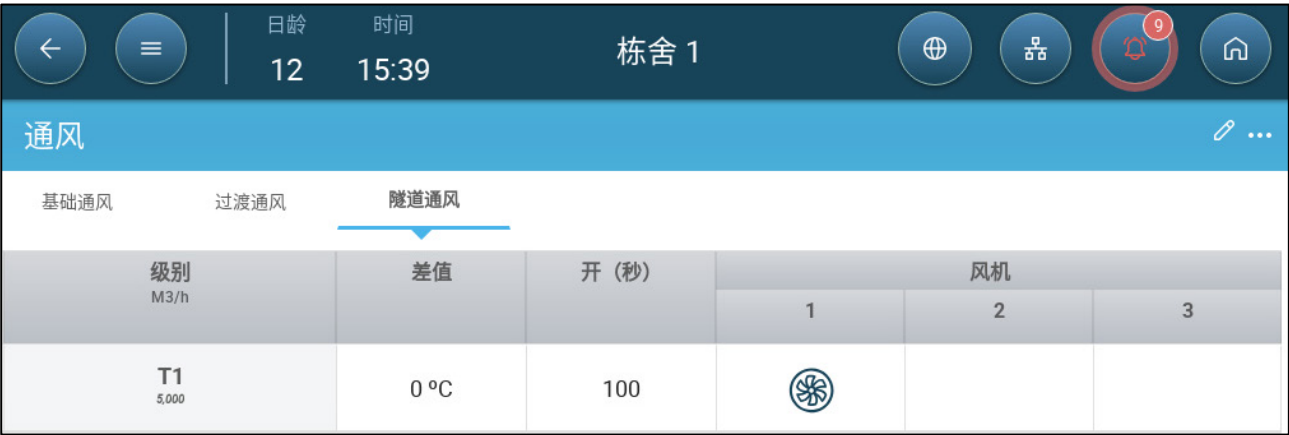 日龄 时间
12 15:39 栋舍 1
9
通风
基础通风 过渡通风 隧道通风
级别 差值 开（秒） 风机
M3/h
1 2 3
T1
5,000
0 ºC 100